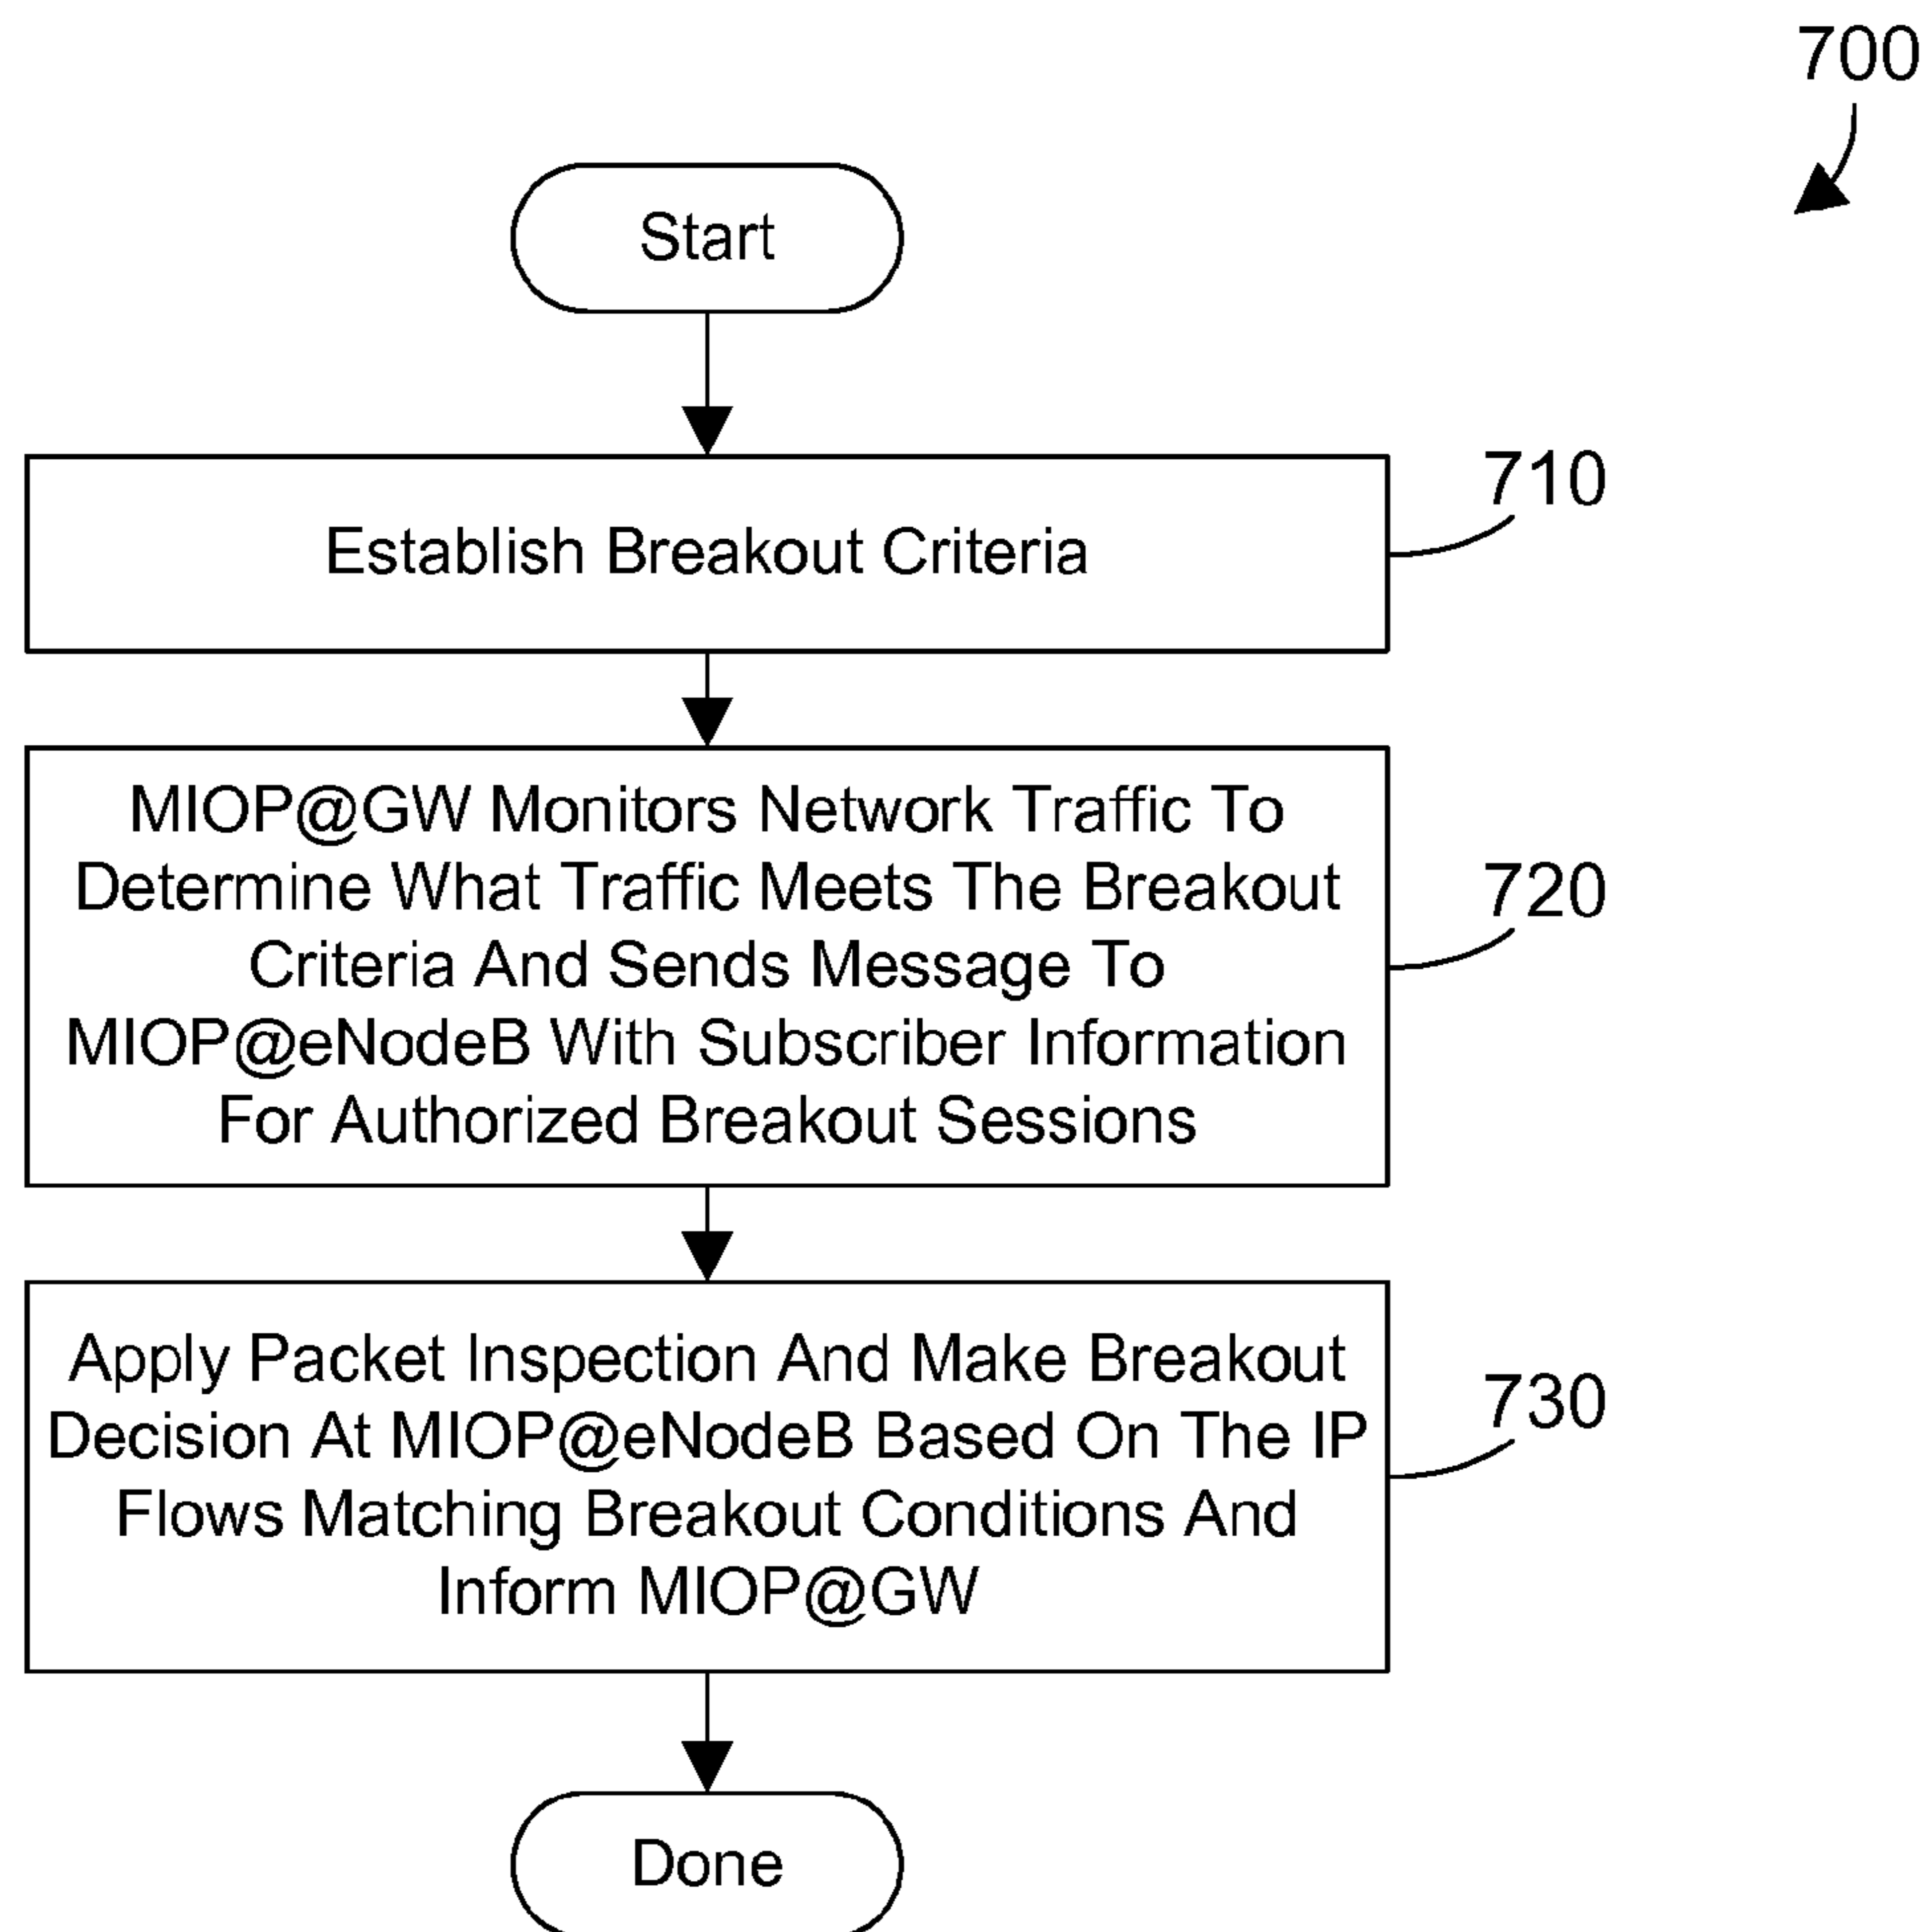 700
Start
Establish Breakout Criteria
710
MIOP@GW Monitors Network Traffic To
Determine What Traffic Meets The Breakout
Criteria And Sends Message To
MIOP@eNodeB With Subscriber Information
For Authorized Breakout Sessions
720
Apply Packet Inspection And Make Breakout
Decision At MIOP@eNodeB Based On The IP
Flows Matching Breakout Conditions And
Inform MIOP@GW
730
Done